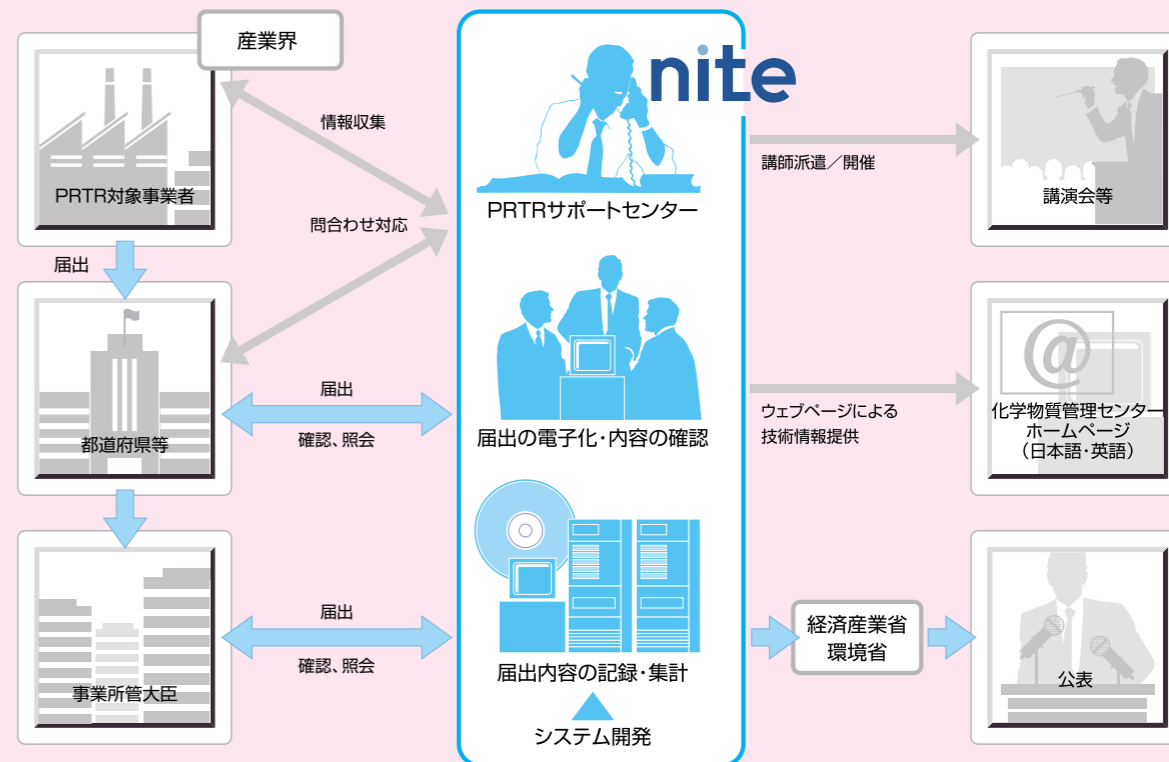 産業界
PRTR対象事業者
情報収集
問合わせ対応
届出
都道府県等
届出
確認、照会
事業所管大臣
届出
確認、照会
nite
PRTRサポートセンター
届出の電子化・内容の確認
届出内容の記録・集計
システム開発
講師派遣／開催
講演会等
ウェブページによる
技術情報提供
@
化学物質管理センター
ホームページ
（日本語・英語）
経済産業省
環境省
公表